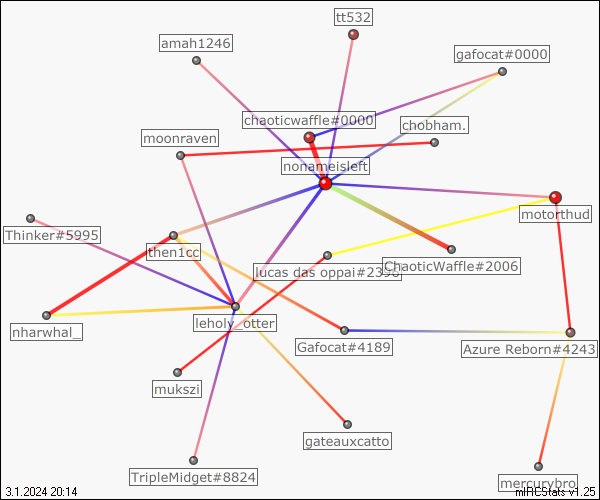 tt532
amah1246
gafocat#0000
chaoticwaffle#0000
chobham.
moonraven
nonameisleft
motorthud
Thinker#5995
then1cc
lucas das oppai#2398
ChaoticWaffle#2006
nharwhal_
leholy_otter
Gafocat#4189
Azure Reborn#4243
mukszi
gateauxcatto
TripleMidget#8824
mercurybro
3.1.2024 20:14
mIRCStats v1.25